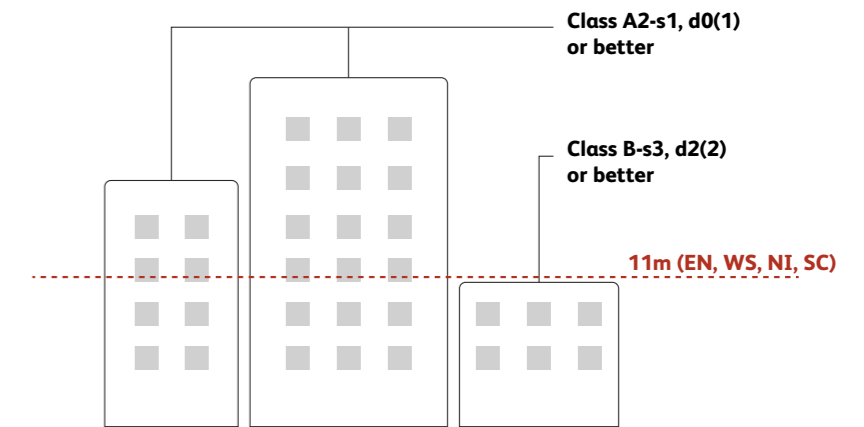 Class A2-s1, d0(1)
or better
Class B-s3, d2(2)
or better
11m (EN, WS, NI, SC)